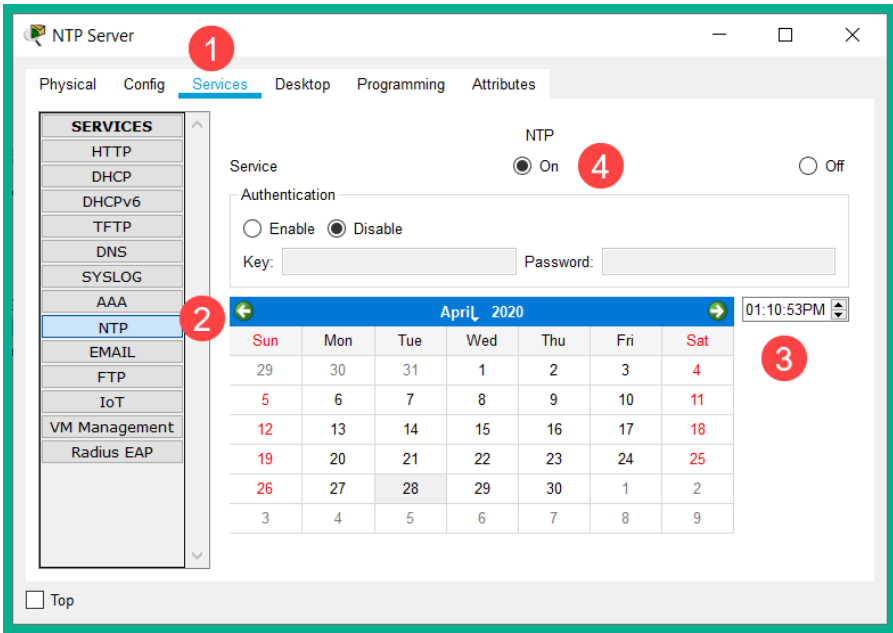 NTP Server
1
Physical Config Services Desktop Programming Attributes
SERVICES
HTTP
DHCP
DHCPv6
TFTP
DNS
SYSLOG
AAA
NTP
EMAIL
FTP
IoT
VM Management
Radius EAP
2
NTP
Service On 4 Off
Authentication
Enable Disable
Key: Password:
April, 2020 01:10:53PM
3
Sun Mon Tue Wed Thu Fri Sat
29 30 31 1 2 3 4
5 6 7 8 9 10 11
12 13 14 15 16 17 18
19 20 21 22 23 24 25
26 27 28 29 30 1 2
3 4 5 6 7 8 9
Top